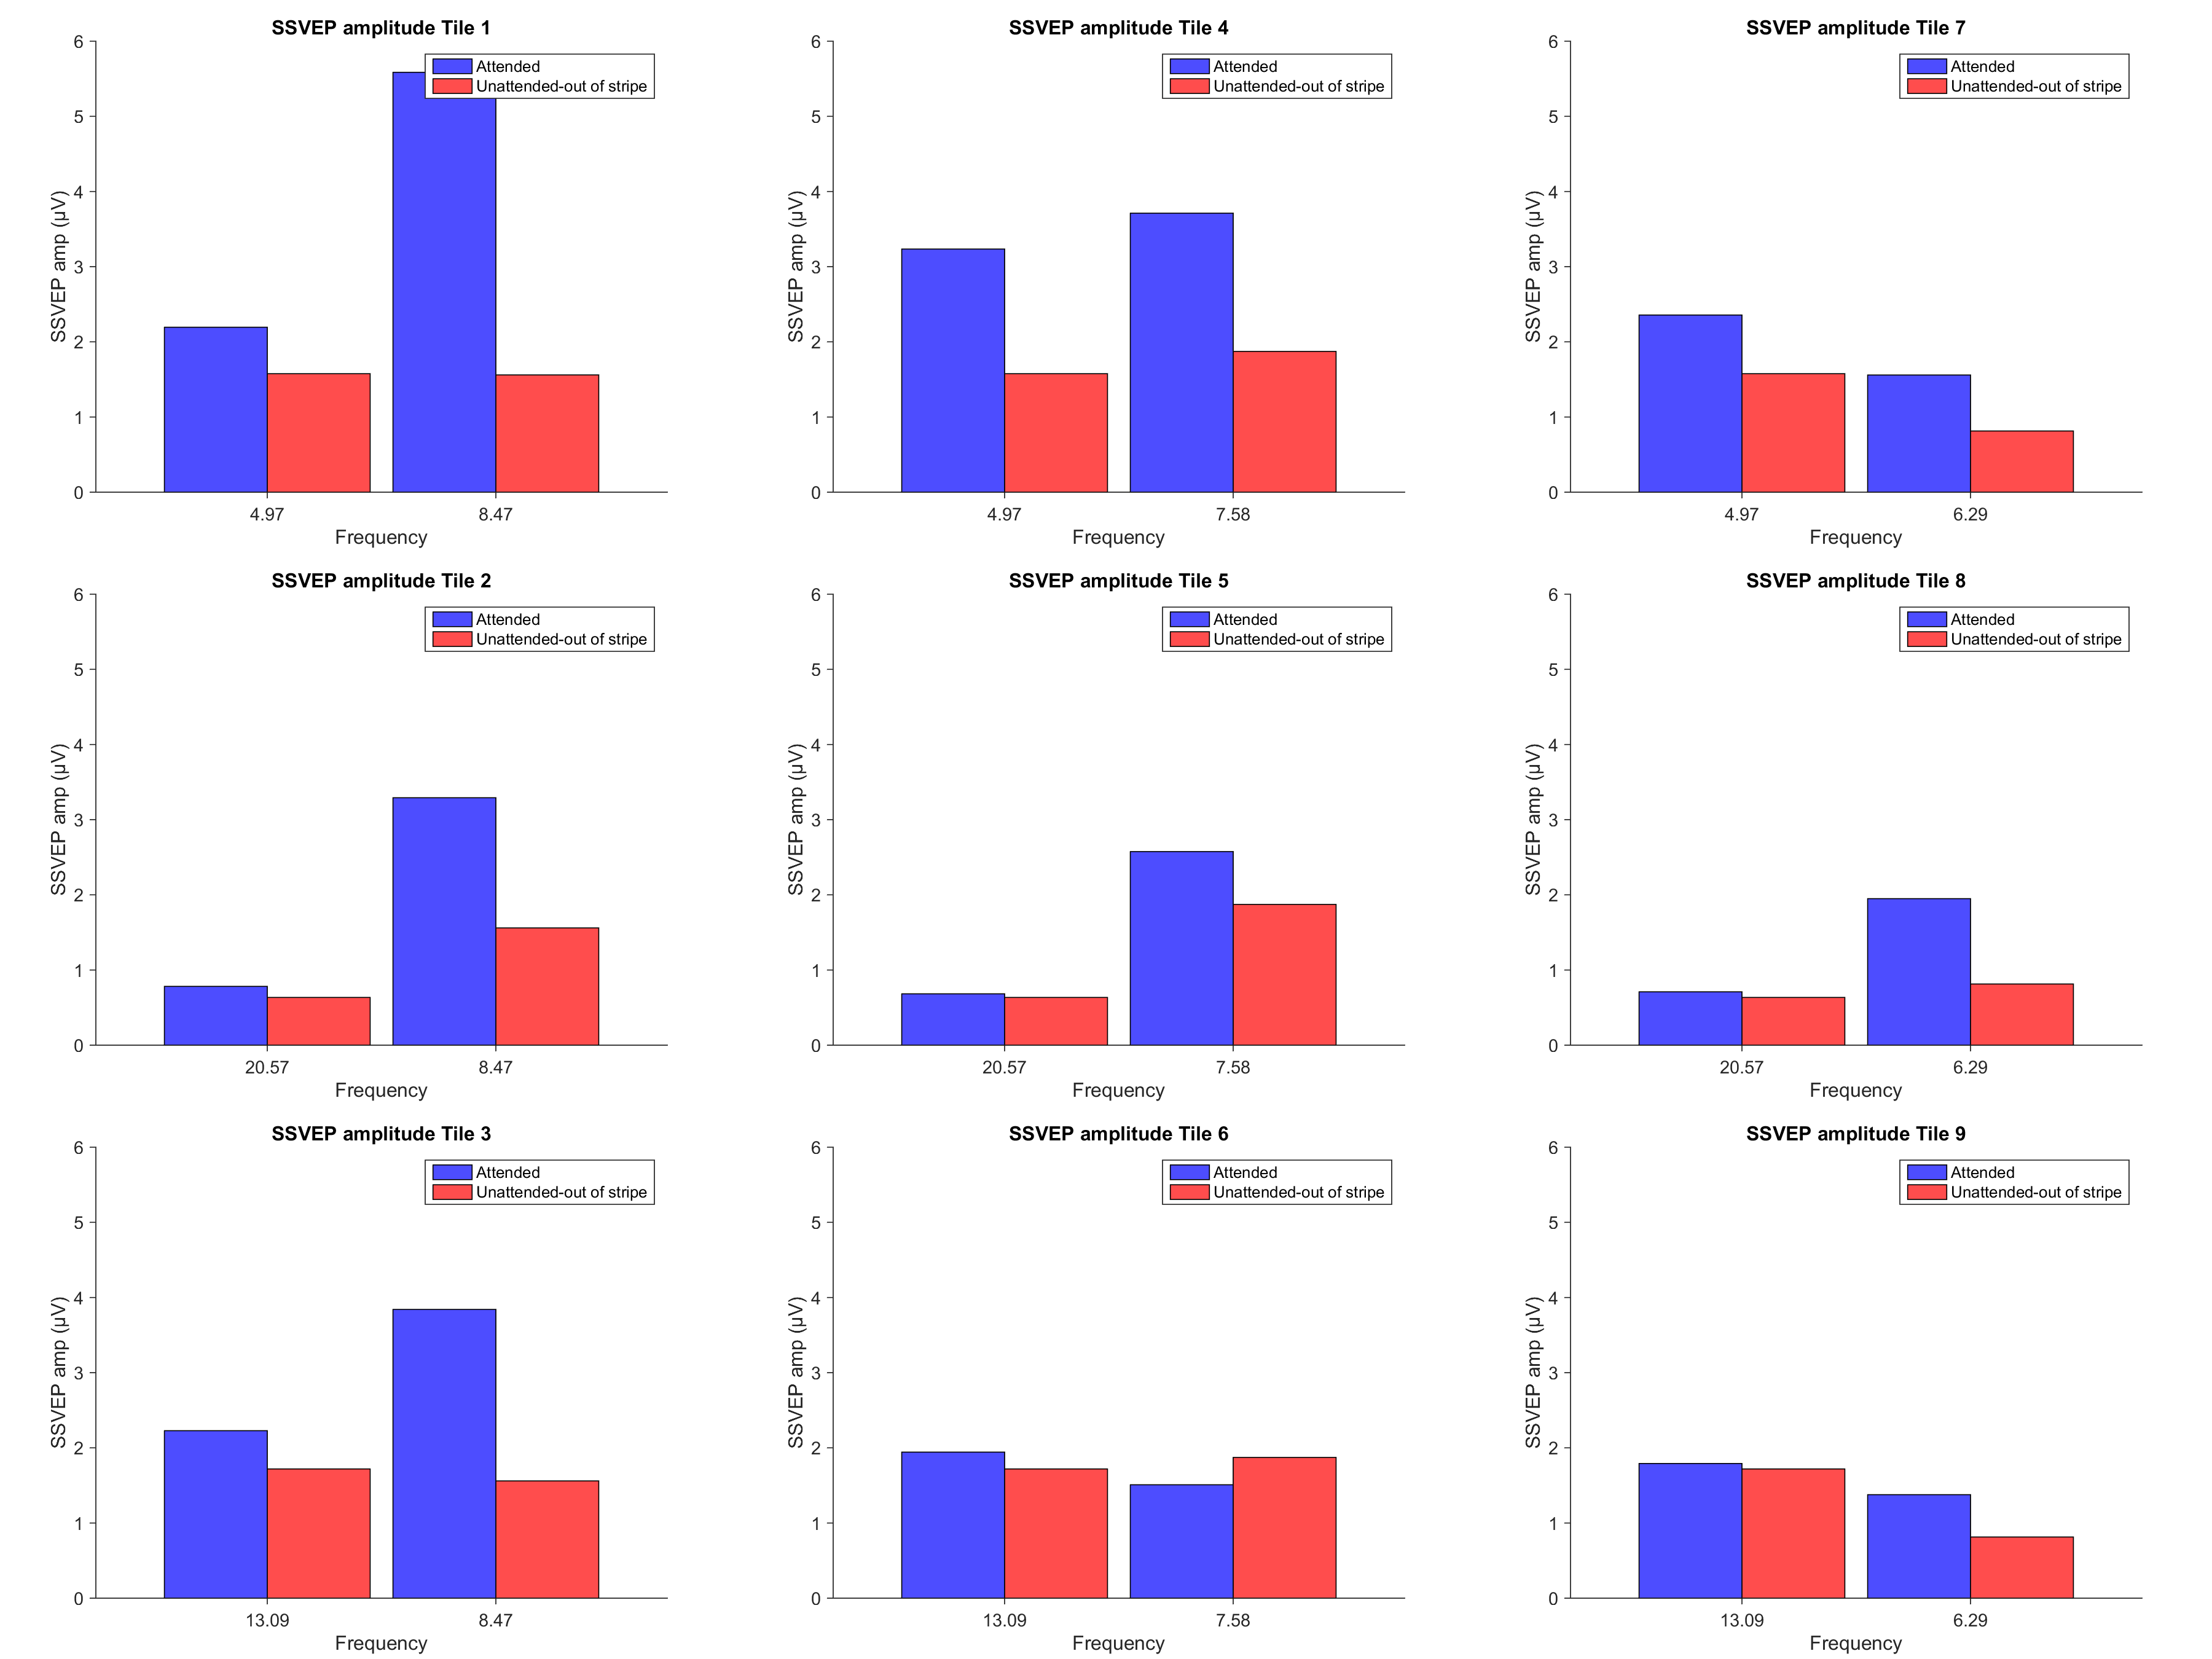 SSVEP amplitude Tile 1
Attended
Unattended-out of stripe
SSVEP amp (µV)
6
5
4
3
2
1
0
4.97 8.47
Frequency
SSVEP amplitude Tile 4
Attended
Unattended-out of stripe
SSVEP amp (µV)
6
5
4
3
2
1
0
4.97 7.58
Frequency
SSVEP amplitude Tile 7
Attended
Unattended-out of stripe
SSVEP amp (µV)
6
5
4
3
2
1
0
4.97 6.29
Frequency
SSVEP amplitude Tile 2
Attended
Unattended-out of stripe
SSVEP amp (µV)
6
5
4
3
2
1
0
20.57 8.47
Frequency
SSVEP amplitude Tile 5
Attended
Unattended-out of stripe
SSVEP amp (µV)
6
5
4
3
2
1
0
20.57 7.58
Frequency
SSVEP amplitude Tile 8
Attended
Unattended-out of stripe
SSVEP amp (µV)
6
5
4
3
2
1
0
20.57 6.29
Frequency
SSVEP amplitude Tile 3
Attended
Unattended-out of stripe
SSVEP amp (µV)
6
5
4
3
2
1
0
13.09 8.47
Frequency
SSVEP amplitude Tile 6
Attended
Unattended-out of stripe
SSVEP amp (µV)
6
5
4
3
2
1
0
13.09 7.58
Frequency
SSVEP amplitude Tile 9
Attended
Unattended-out of stripe
SSVEP amp (µV)
6
5
4
3
2
1
0
13.09 6.29
Frequency